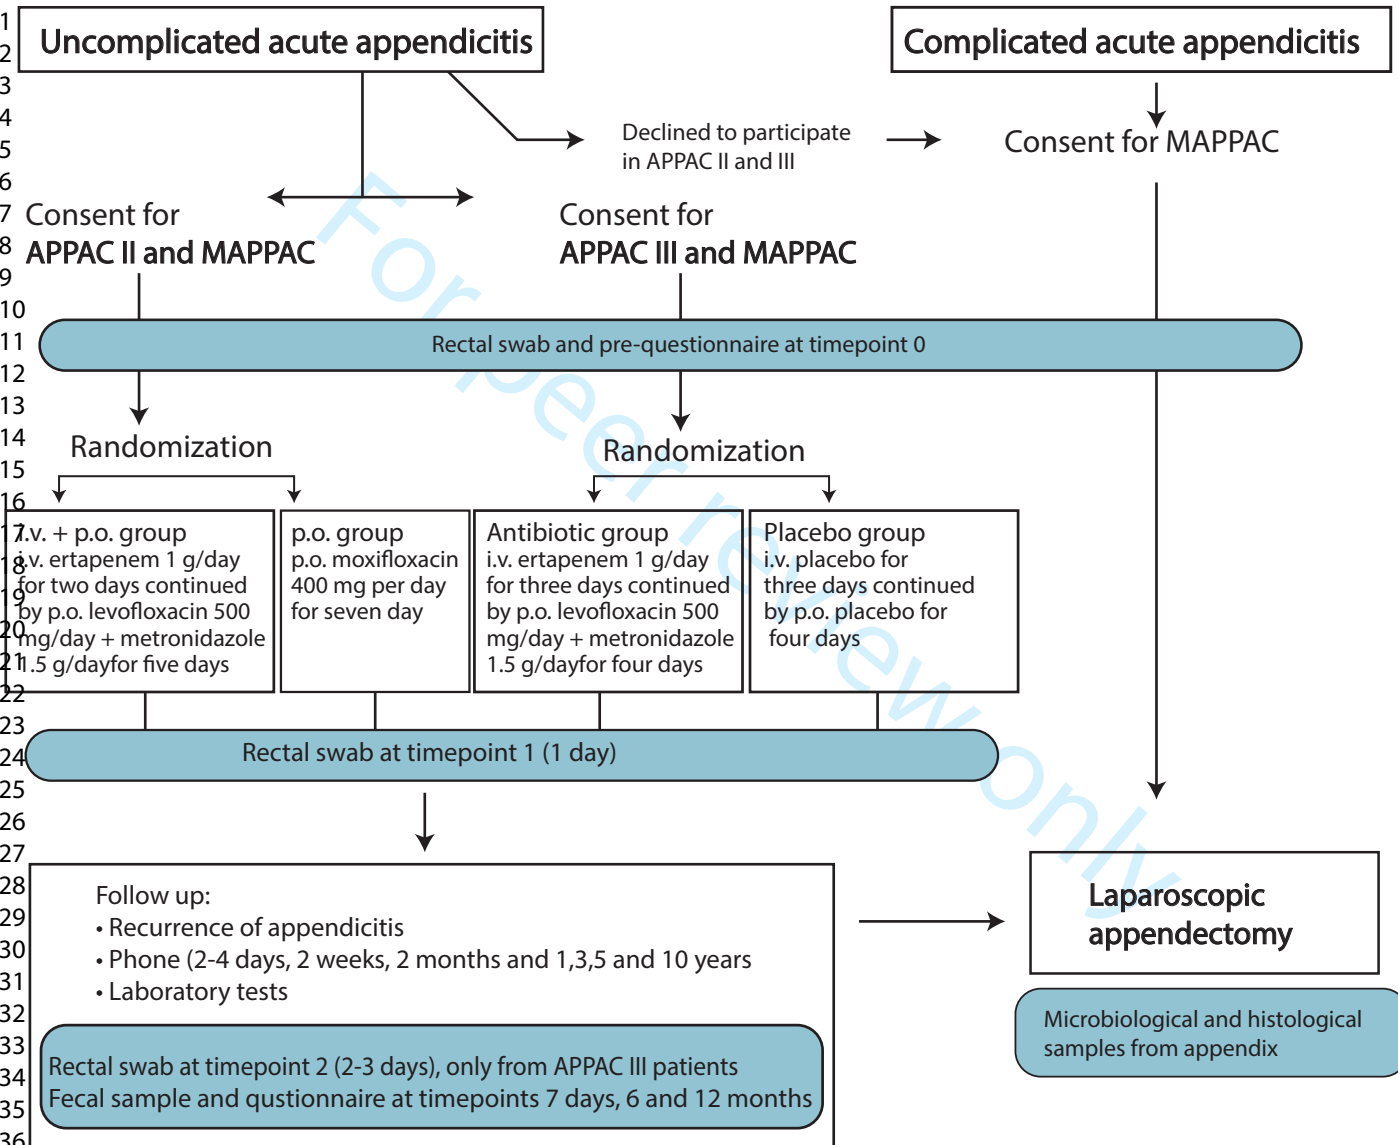 1
2
3
4
5
6
7
8
9
10
11
12
13
14
15
16
17
18
19
20
21
22
23
24
25
26
27
28
29
30
31
32
33
34
35
36
Uncomplicated acute appendicitis
Complicated acute appendicitis
Declined to participate
in APPAC II and III
Consent for MAPPAC
Consent for
APPAC II and MAPPAC
Consent for
APPAC III and MAPPAC
Rectal swab and pre-questionnaire at timepoint 0
Randomization
Randomization
i.v. + p.o. group
i.v. ertapenem 1 g/day
for two days continued
by p.o. levofloxacin 500
mg/day + metronidazole
1.5 g/dayfor five days
p.o. group
p.o. moxifloxacin
400 mg per day
for seven day
Antibiotic group
i.v. ertapenem 1 g/day
for three days continued
by p.o. levofloxacin 500
mg/day + metronidazole
1.5 g/dayfor four days
Placebo group
i.v. placebo for
three days continued
by p.o. placebo for
four days
Rectal swab at timepoint 1 (1 day)
Follow up:
• Recurrence of appendicitis
• Phone (2-4 days, 2 weeks, 2 months and 1,3,5 and 10 years
• Laboratory tests
Rectal swab at timepoint 2 (2-3 days), only from APPAC III patients
Fecal sample and qustionnaire at timepoints 7 days, 6 and 12 months
Laparoscopic
appendectomy
Microbiological and histological
samples from appendix
For peer review only